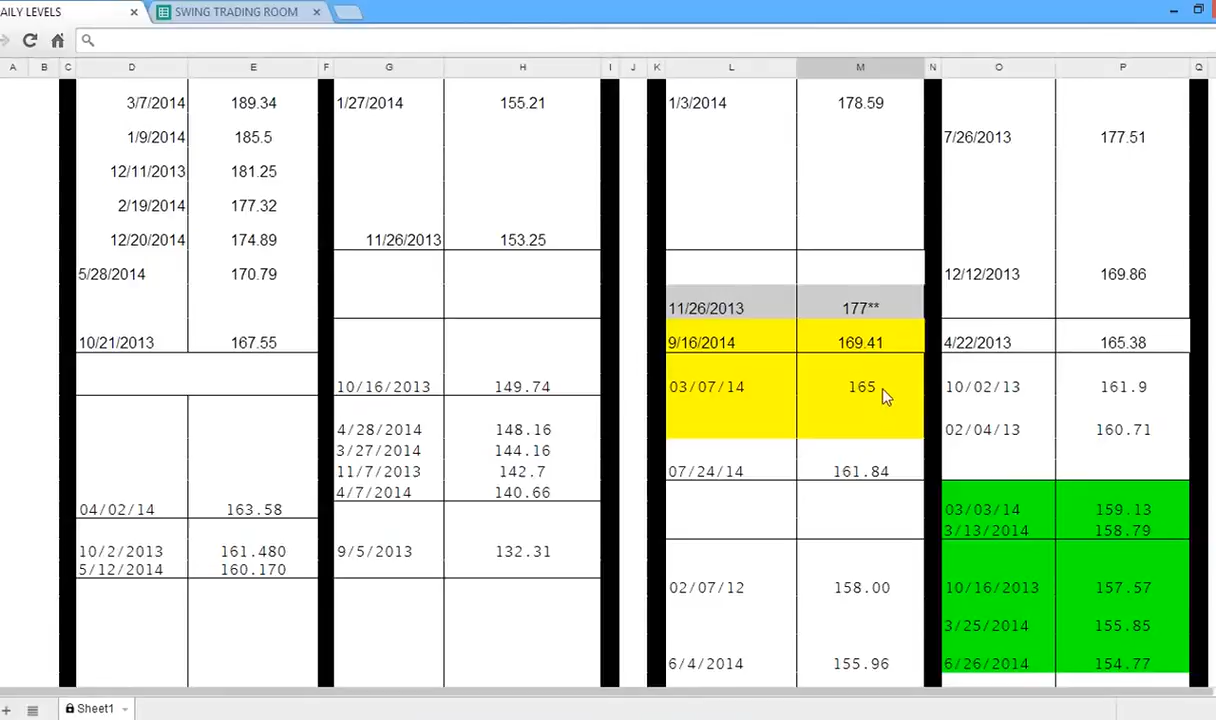 AILY LEVELS × SWING TRADING ROOM ×
A B C D E F G H I J K L M N O P Q
3/7/2014 189.34 1/27/2014 155.21 1/3/2014 178.59
1/9/2014 185.5 7/26/2013 177.51
12/11/2013 181.25
2/19/2014 177.32
12/20/2014 174.89 11/26/2013 153.25
5/28/2014 170.79 12/12/2013 169.86
11/26/2013 177**
10/21/2013 167.55 9/16/2014 169.41 4/22/2013 165.38
10/16/2013 149.74 03/07/14 165 10/02/13 161.9
4/28/2014 148.16 02/04/13 160.71
3/27/2014 144.16
11/7/2013 142.7 07/24/14 161.84
4/7/2014 140.66
04/02/14 163.58 03/03/14 159.13
3/13/2014 158.79
10/2/2013 161.480 9/5/2013 132.31
5/12/2014 160.170
02/07/12 158.00 10/16/2013 157.57
3/25/2014 155.85
6/4/2014 155.96 6/26/2014 154.77
Sheet1